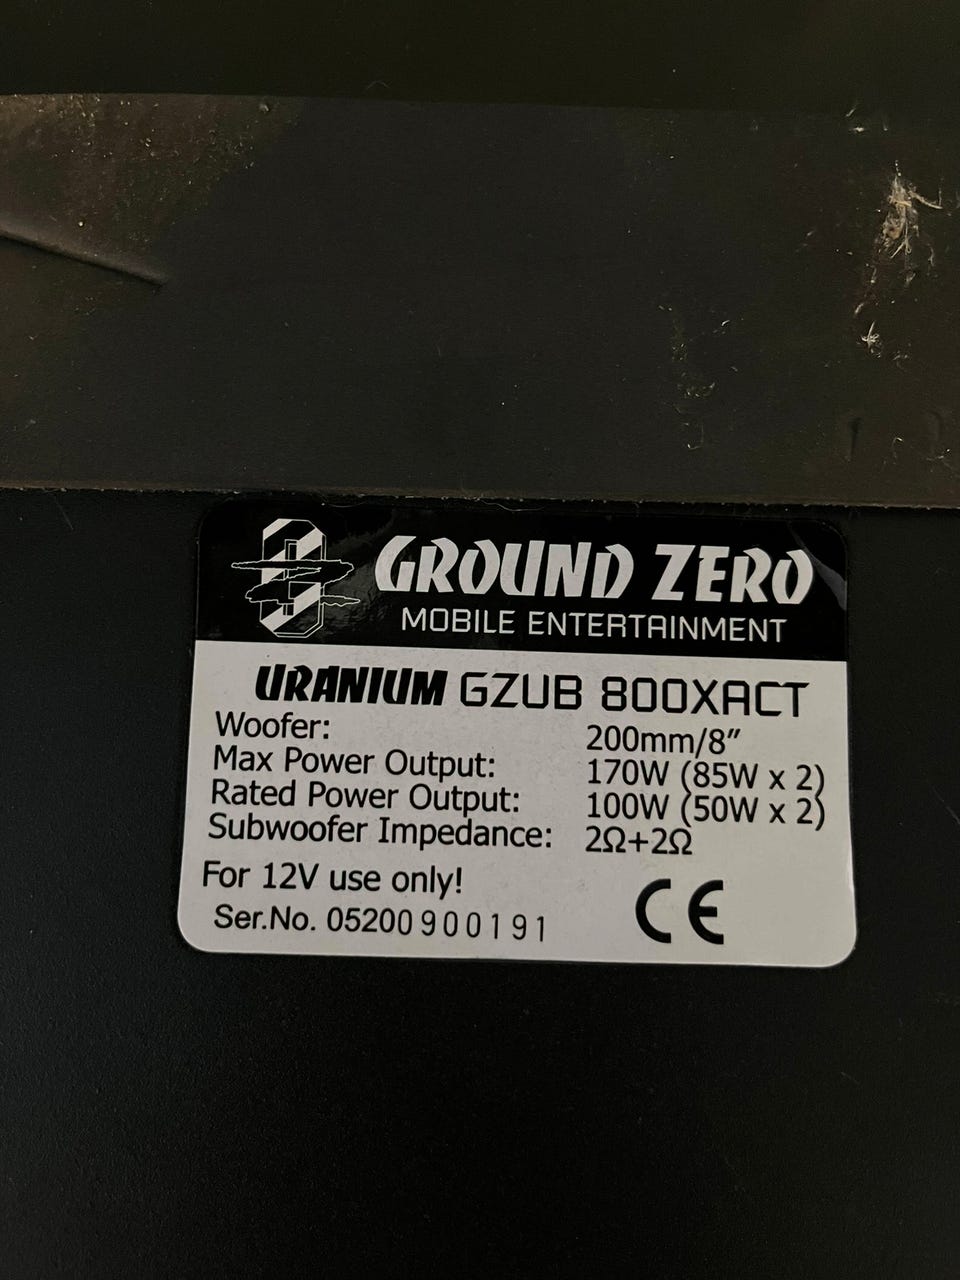 GROUND ZERO
MOBILE ENTERTAINMENT
URANIUM GZUB 800XACT
Woofer: 200mm/8"
Max Power Output: 170W (85W x 2)
Rated Power Output: 100W (50W x 2)
Subwoofer Impedance: 2Ω+2Ω
For 12V use only!
Ser.No. 05200900191
CE